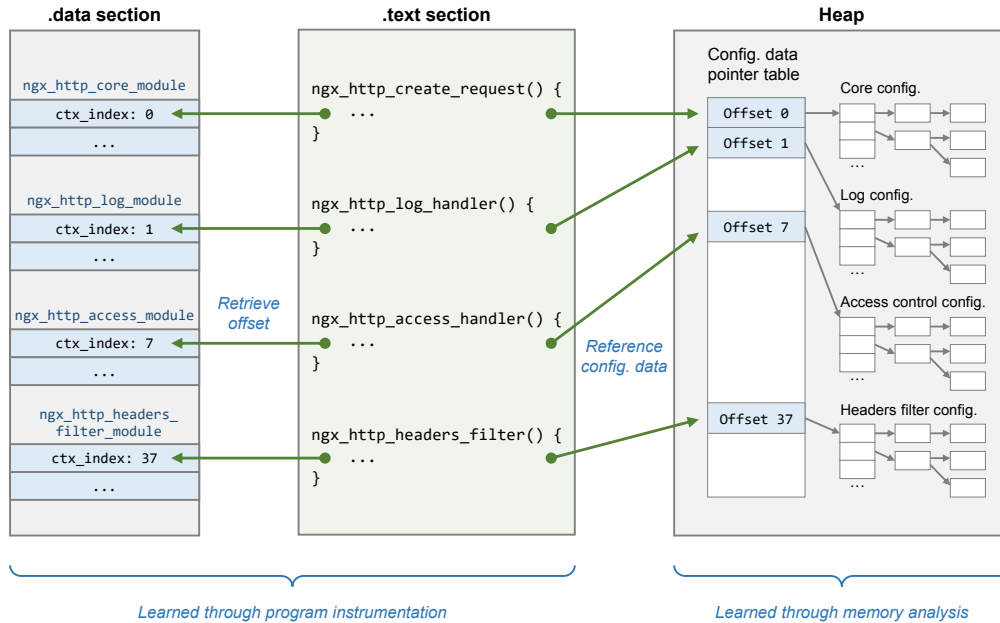 .data section
ngx_http_core_module
ctx_index: 0
...
ngx_http_log_module
ctx_index: 1
...
ngx_http_access_module
ctx_index: 7
...
ngx_http_headers_
filter_module
ctx_index: 37
...
Retrieve
offset
.text section
ngx_http_create_request() {
...
}
ngx_http_log_handler() {
...
}
ngx_http_access_handler() {
...
}
ngx_http_headers_filter() {
...
}
Reference
config. data
Heap
Config. data
pointer table
Offset 0
Offset 1
Offset 7
Offset 37
Core config.
...
Log config.
...
Access control config.
...
Headers filter config.
...
Learned through program instrumentation
Learned through memory analysis